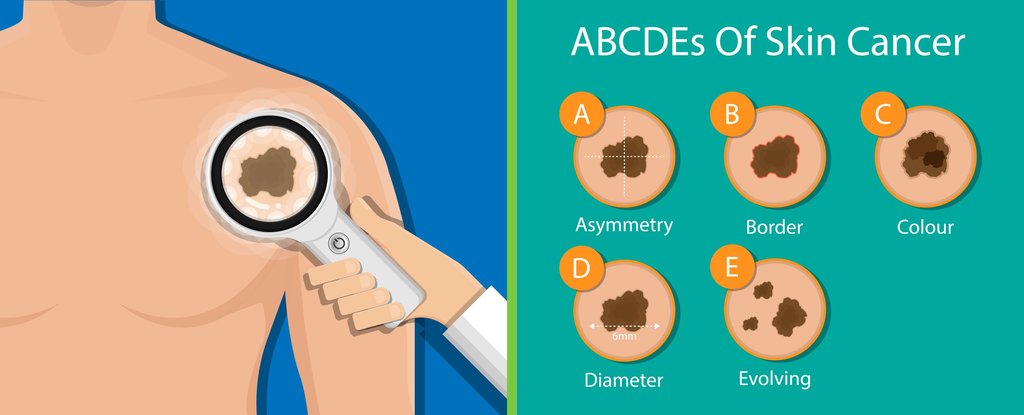 ABCDEs Of Skin Cancer
A
Asymmetry
B
Border
C
Colour
D
6mm
Diameter
E
Evolving